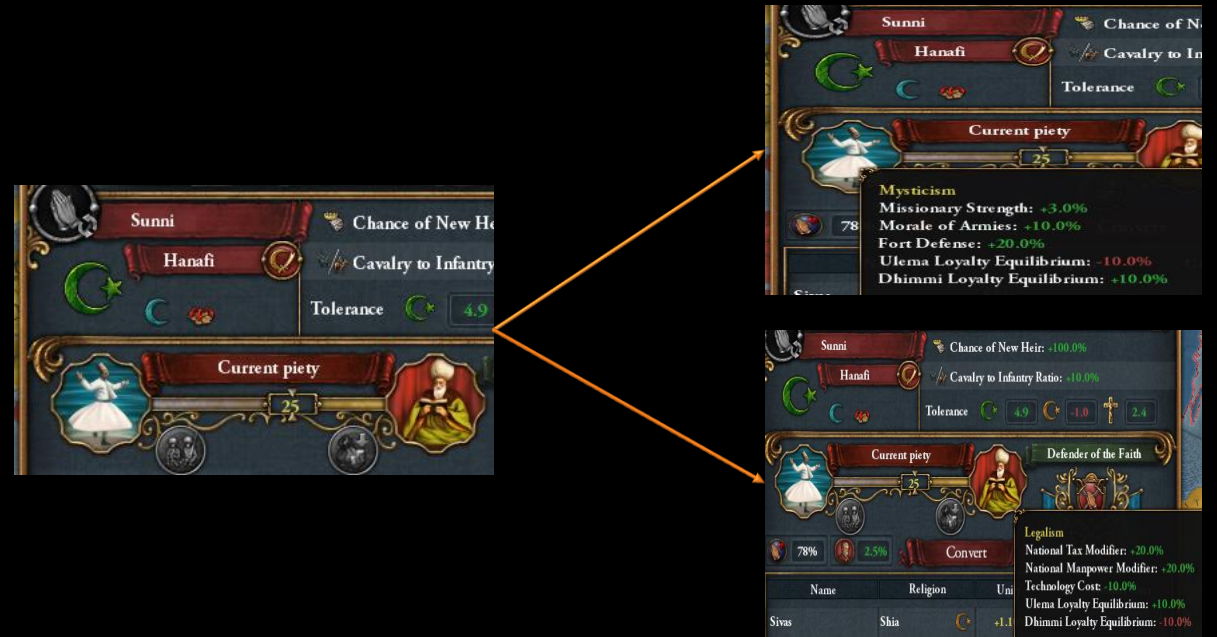 Sunni
Chance of New He
Hanafi
Cavalry to Infantry
Tolerance 4.9
Current piety
25
Sunni
Chance of N
Hanafi
Cavalry to In
Tolerance
Current piety
25
Mysticism
Missionary Strength: +3.0%
Morale of Armies: +10.0%
Fort Defense: +20.0%
Ulema Loyalty Equilibrium: -10.0%
Dhimmi Loyalty Equilibrium: +10.0%
78
Sunni
Chance of New Heir: +100.0%
Hanafi
Cavalry to Infantry Ratio: +10.0%
Tolerance 4.9 -1.0 2.4
Current piety
Defender of the Faith
25
78% 2.5% Convert
Legalism
National Tax Modifier: +20.0%
National Manpower Modifier: +20.0%
Technology Cost: -10.0%
Ulema Loyalty Equilibrium: +10.0%
Dhimmi Loyalty Equilibrium: -10.0%
Name Religion Uni
Sivas Shia +1.1